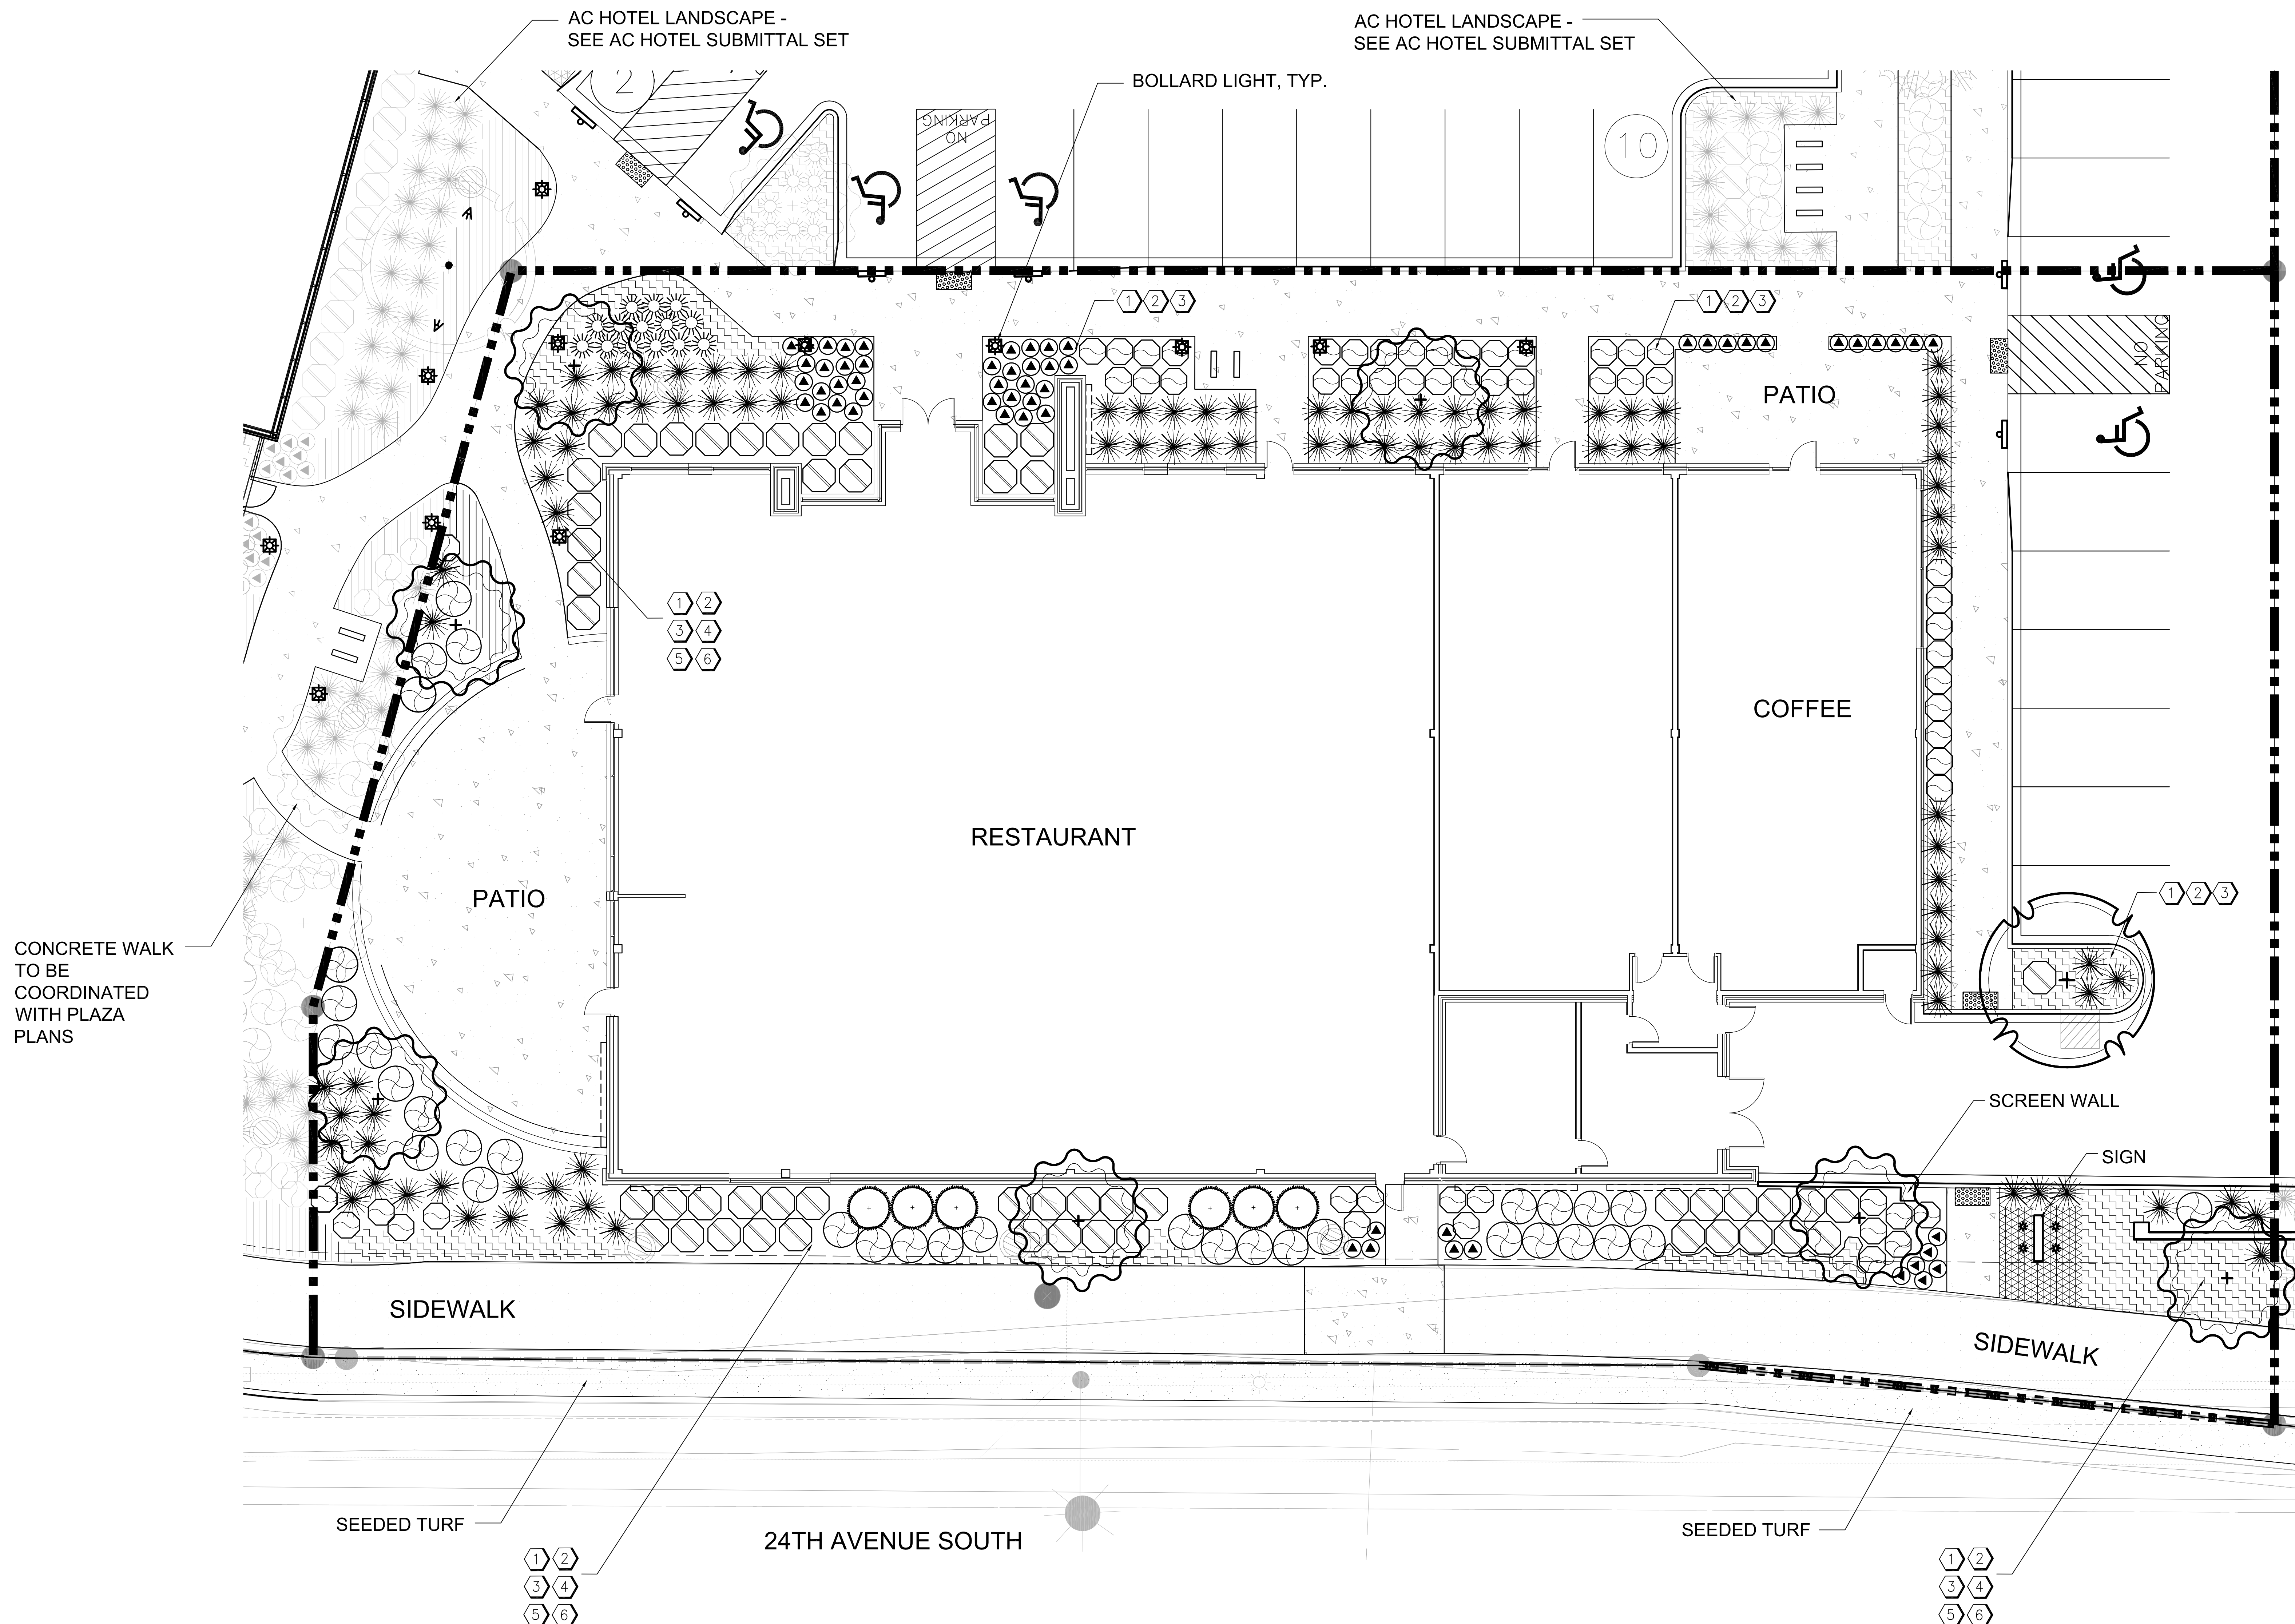 AC HOTEL LANDSCAPE -
SEE AC HOTEL SUBMITTAL SET
AC HOTEL LANDSCAPE -
SEE AC HOTEL SUBMITTAL SET
BOLLARD LIGHT, TYP.
2
NO
PARKING
10
1 2 3
1 2 3
NO
PARKING
PATIO
1 2
3 4
5 6
COFFEE
RESTAURANT
PATIO
1 2 3
CONCRETE WALK
TO BE
COORDINATED
WITH PLAZA
PLANS
SCREEN WALL
SIGN
SIDEWALK
SIDEWALK
SEEDED TURF
24TH AVENUE SOUTH
SEEDED TURF
1 2
3 4
5 6
1 2
3 4
5 6